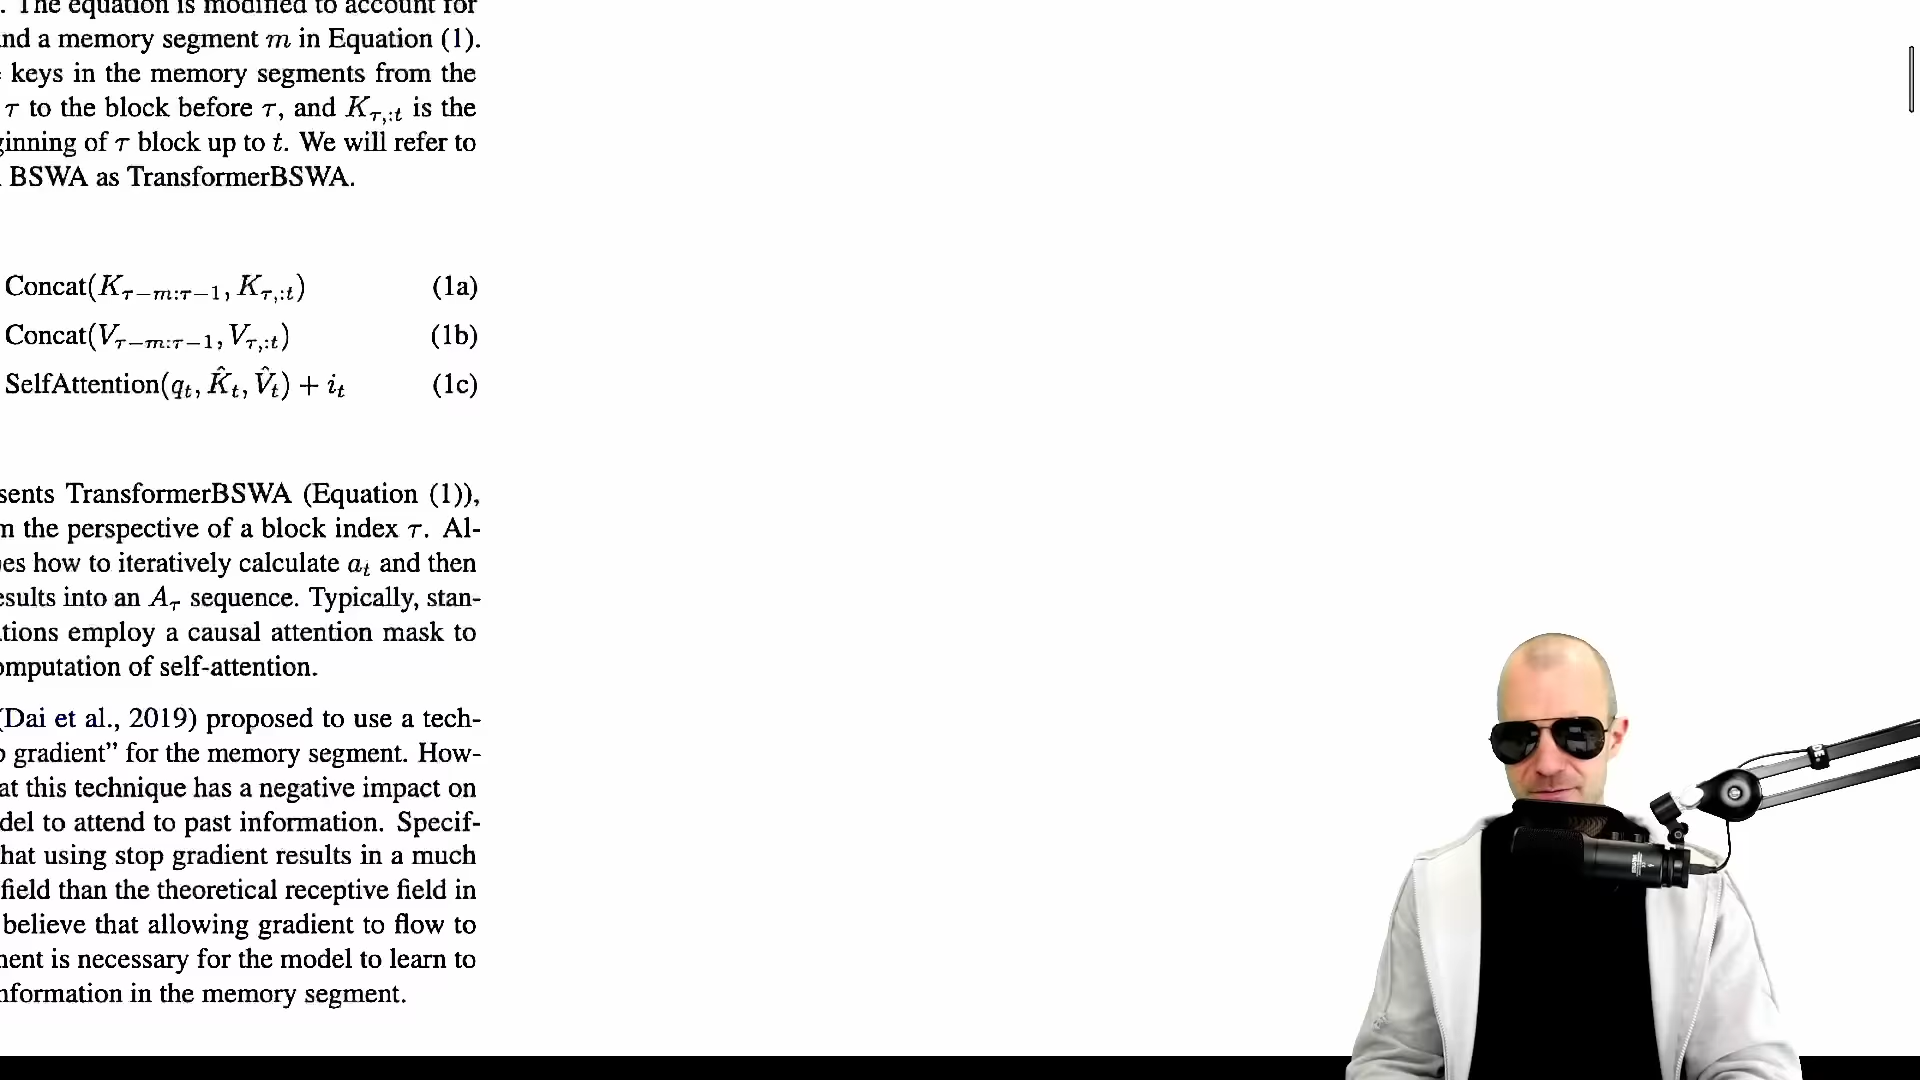 . The equation is modified to account for
nd a memory segment m in Equation (1).
keys in the memory segments from the
τ to the block before τ, and K_{τ,:t} is the
ginning of τ block up to t. We will refer to
BSWA as TransformerBSWA.
Concat(K_{τ−m:τ−1}, K_{τ,:t}) (1a)
Concat(V_{τ−m:τ−1}, V_{τ,:t}) (1b)
SelfAttention(q_t, K̂_t, V̂_t) + i_t (1c)
sents TransformerBSWA (Equation (1)),
m the perspective of a block index τ. Al-
es how to iteratively calculate a_t and then
esults into an A_τ sequence. Typically, stan-
tions employ a causal attention mask to
omputation of self-attention.
(Dai et al., 2019) proposed to use a tech-
p gradient” for the memory segment. How-
at this technique has a negative impact on
del to attend to past information. Specif-
hat using stop gradient results in a much
field than the theoretical receptive field in
believe that allowing gradient to flow to
ment is necessary for the model to learn to
nformation in the memory segment.